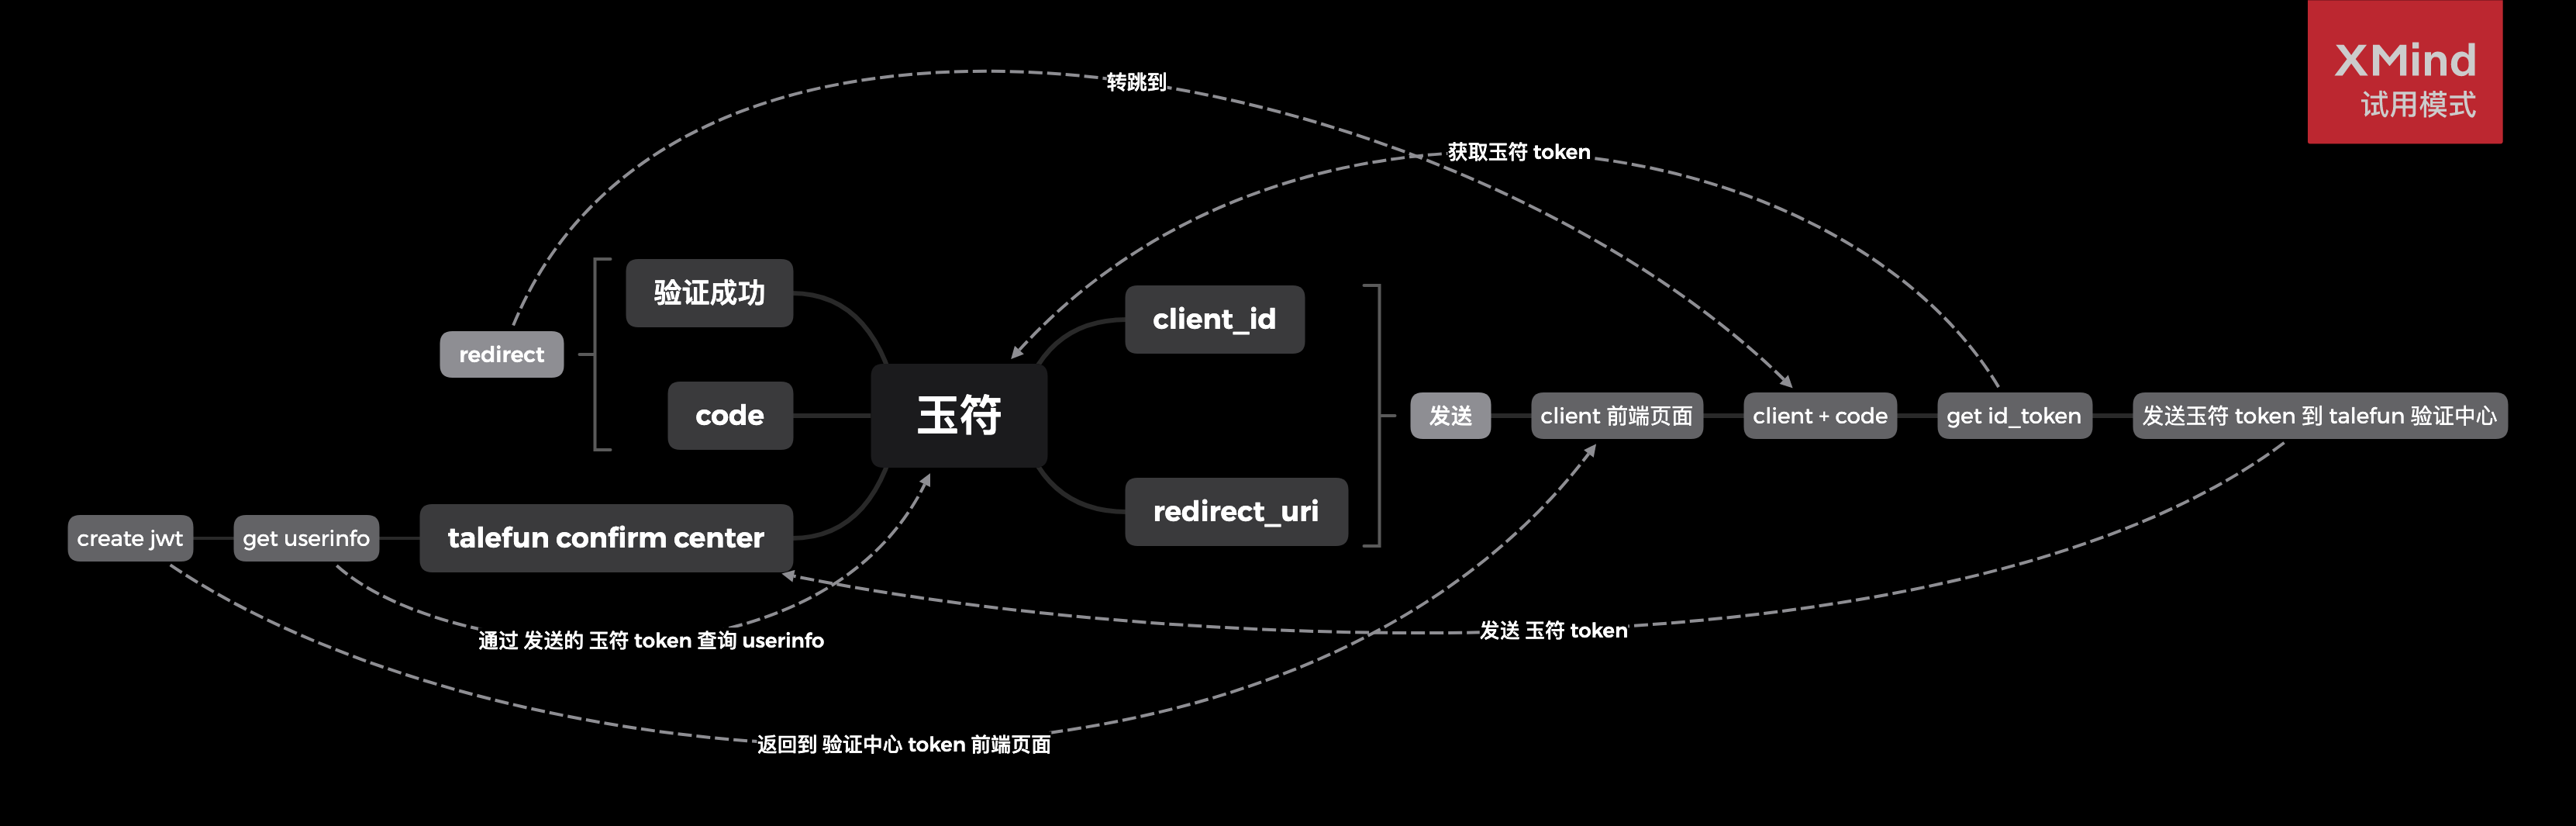 XMind
试用模式
转跳到
获取玉符 token
验证成功
client_id
redirect
code
玉符
发送
client 前端页面
client + code
get id_token
发送玉符 token 到 talefun 验证中心
redirect_uri
create jwt
get userinfo
talefun confirm center
发送 玉符 token
通过 发送的 玉符 token 查询 userinfo
返回到 验证中心 token 前端页面